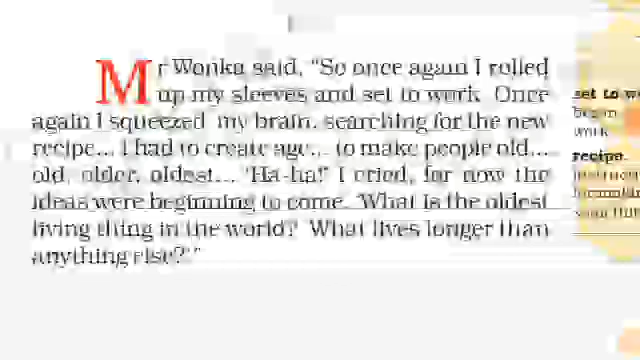 Mr Wonka said, "So once again I rolled
up my sleeves and set to work. Once
again I squeezed my brain, searching for the new
recipe... I had to create age... to make people old...
old, older, oldest... 'Ha-ha!' I cried, for now the
ideas were beginning to come. 'What is the oldest
living thing in the world? What lives longer than
anything else?'"
set to w
work
recipe